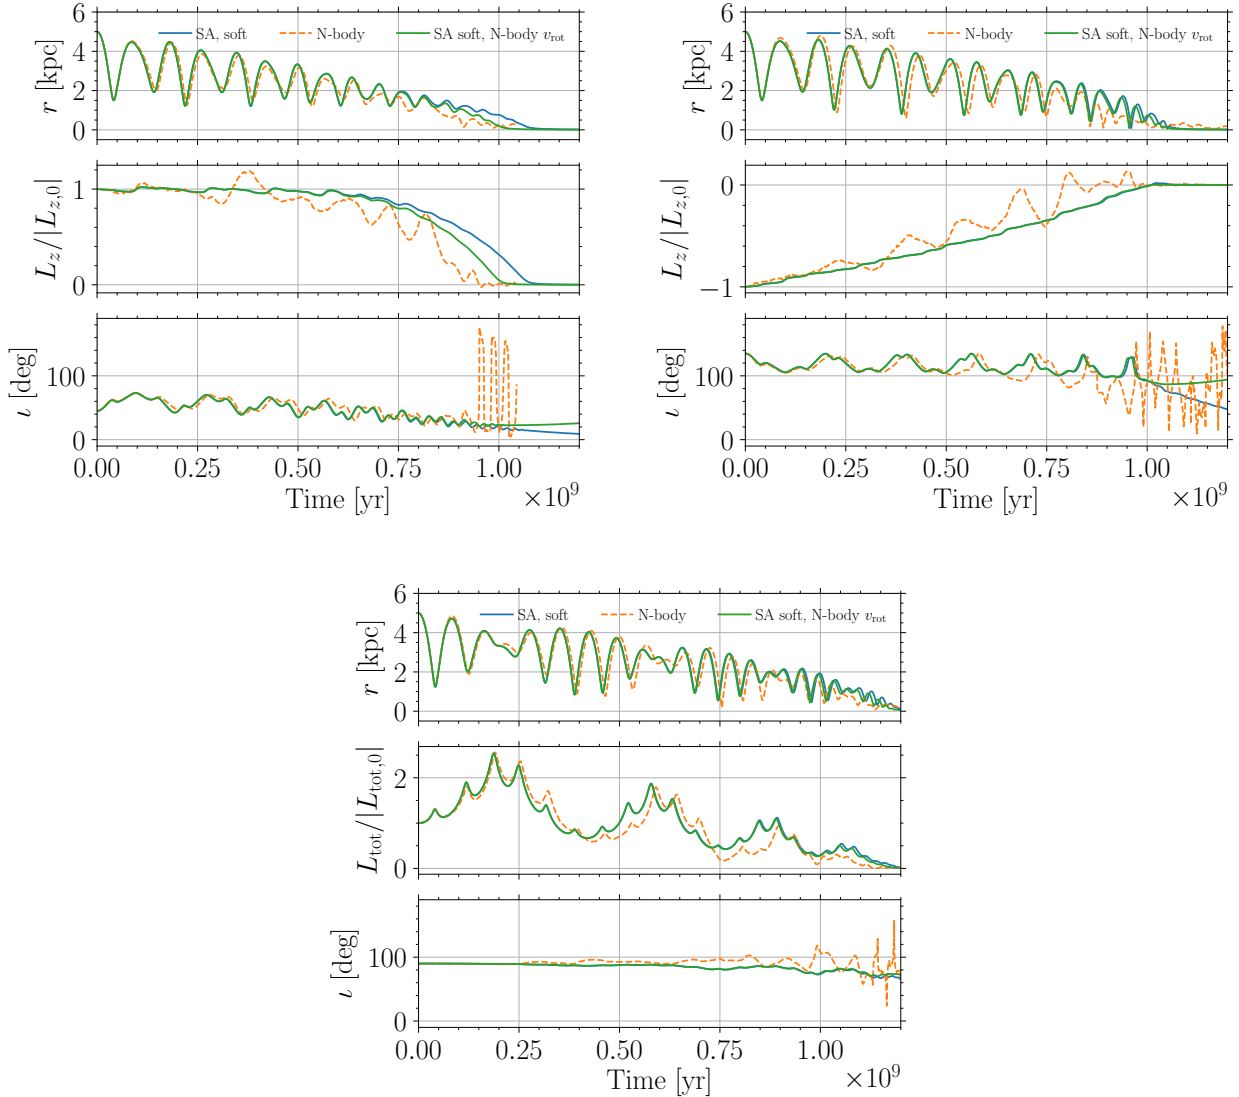 SA, soft N-body SA soft, N-body v_rot
r [kpc]
6
4
2
0
L_z/|L_{z,0}|
1
0
ι [deg]
100
0
0.00 0.25 0.50 0.75 1.00
Time [yr] ×10^9
SA, soft N-body SA soft, N-body v_rot
r [kpc]
6
4
2
0
L_z/|L_{z,0}|
0
−1
ι [deg]
100
0
0.00 0.25 0.50 0.75 1.00
Time [yr] ×10^9
SA, soft N-body SA soft, N-body v_rot
r [kpc]
6
4
2
0
L_tot/|L_{tot,0}|
2
0
ι [deg]
100
0
0.00 0.25 0.50 0.75 1.00
Time [yr] ×10^9